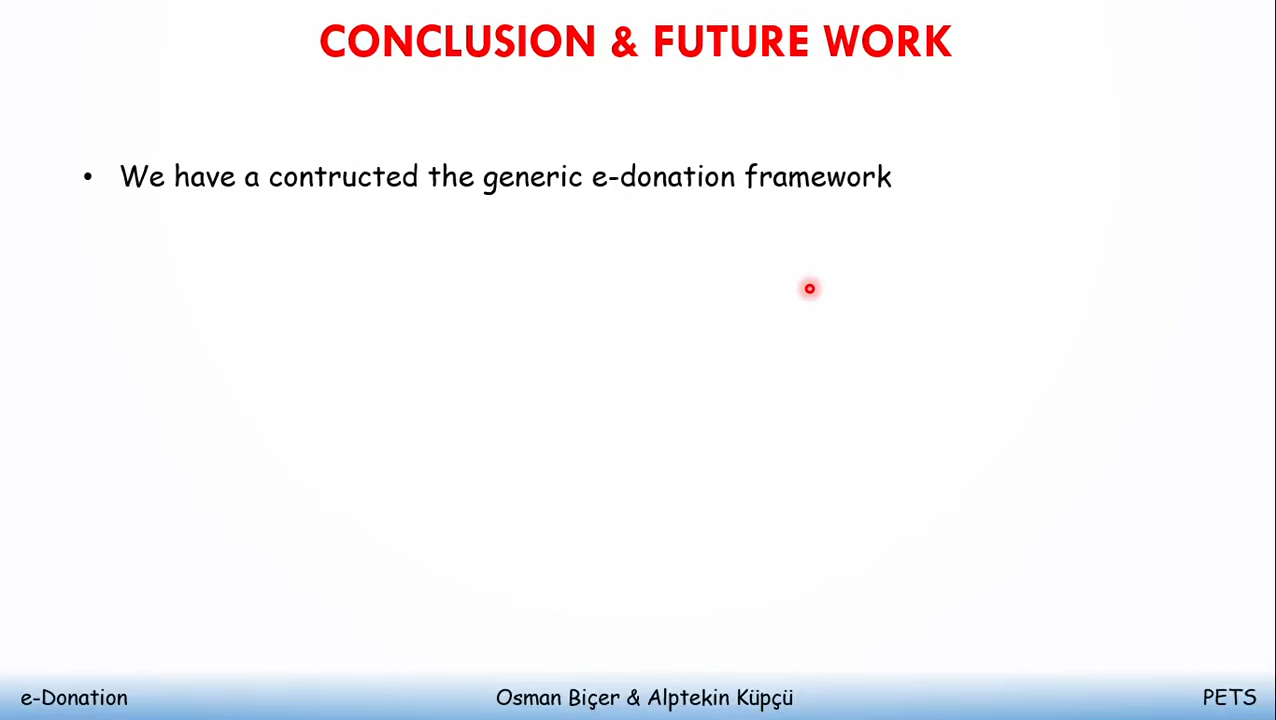 CONCLUSION & FUTURE WORK
• We have a contructed the generic e-donation framework
e-Donation
Osman Biçer & Alptekin Küpçü
PETS